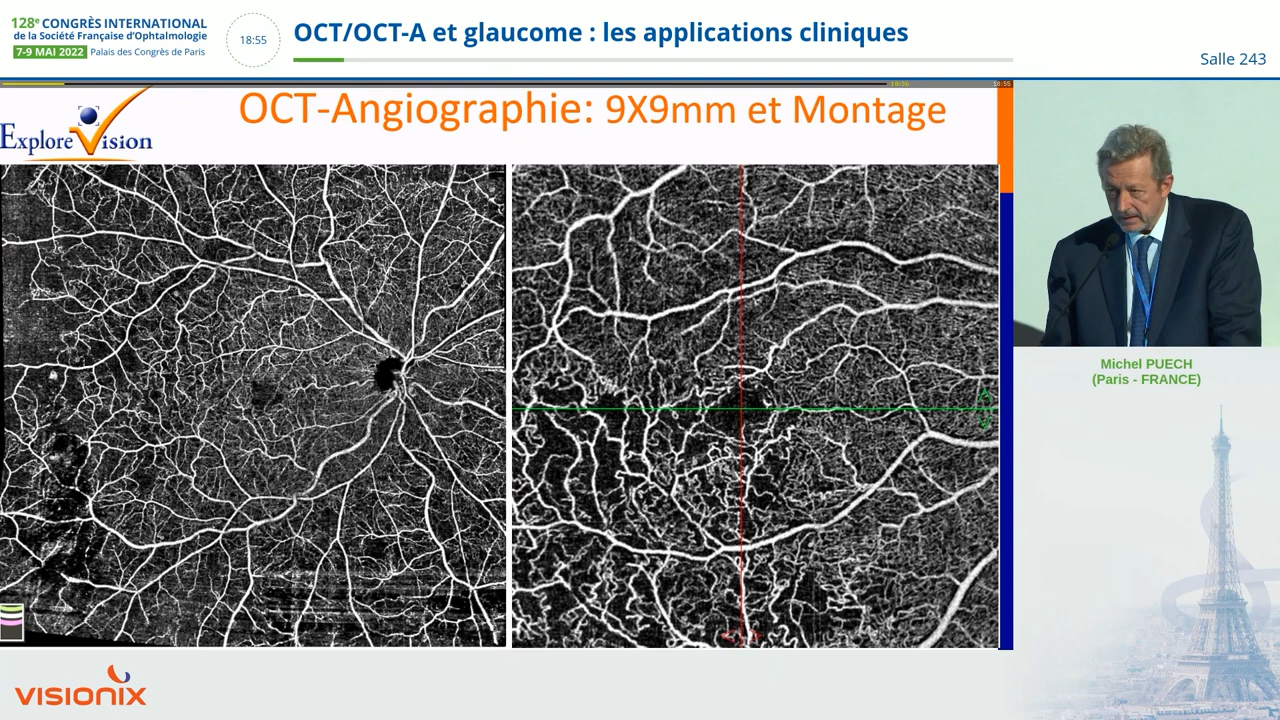 128e CONGRÈS INTERNATIONAL
de la Société Française d'Ophtalmologie
7-9 MAI 2022 Palais des Congrès de Paris
18:55
OCT/OCT-A et glaucome : les applications cliniques
Salle 243
18:55
Explore Vision
OCT-Angiographie: 9X9mm et Montage
Michel PUECH
(Paris - FRANCE)
VISIONIX